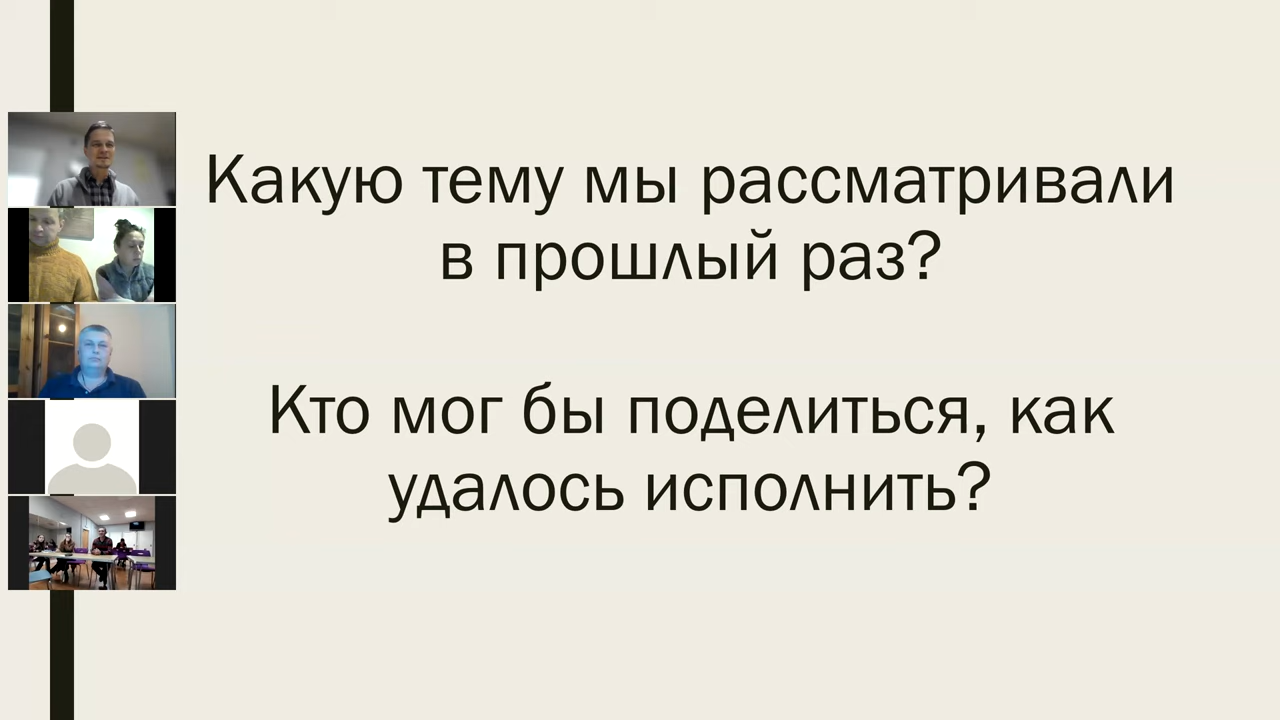 Какую тему мы рассматривали
в прошлый раз?
Кто мог бы поделиться, как
удалось исполнить?